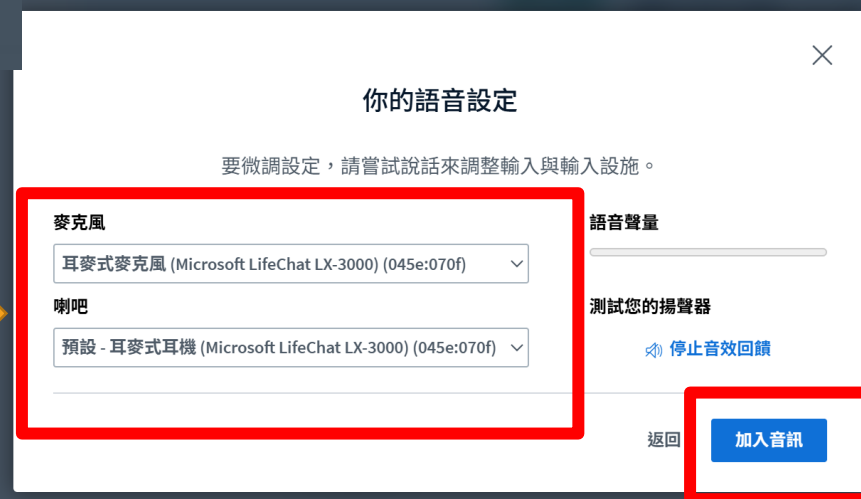 你的語音設定
要微調設定，請嘗試說話來調整輸入與輸入設施。
麥克風
語音聲量
耳麥式麥克風 (Microsoft LifeChat LX-3000) (045e:070f)
喇吧
測試您的揚聲器
預設 - 耳麥式耳機 (Microsoft LifeChat LX-3000) (045e:070f)
停止音效回饋
返回
加入音訊